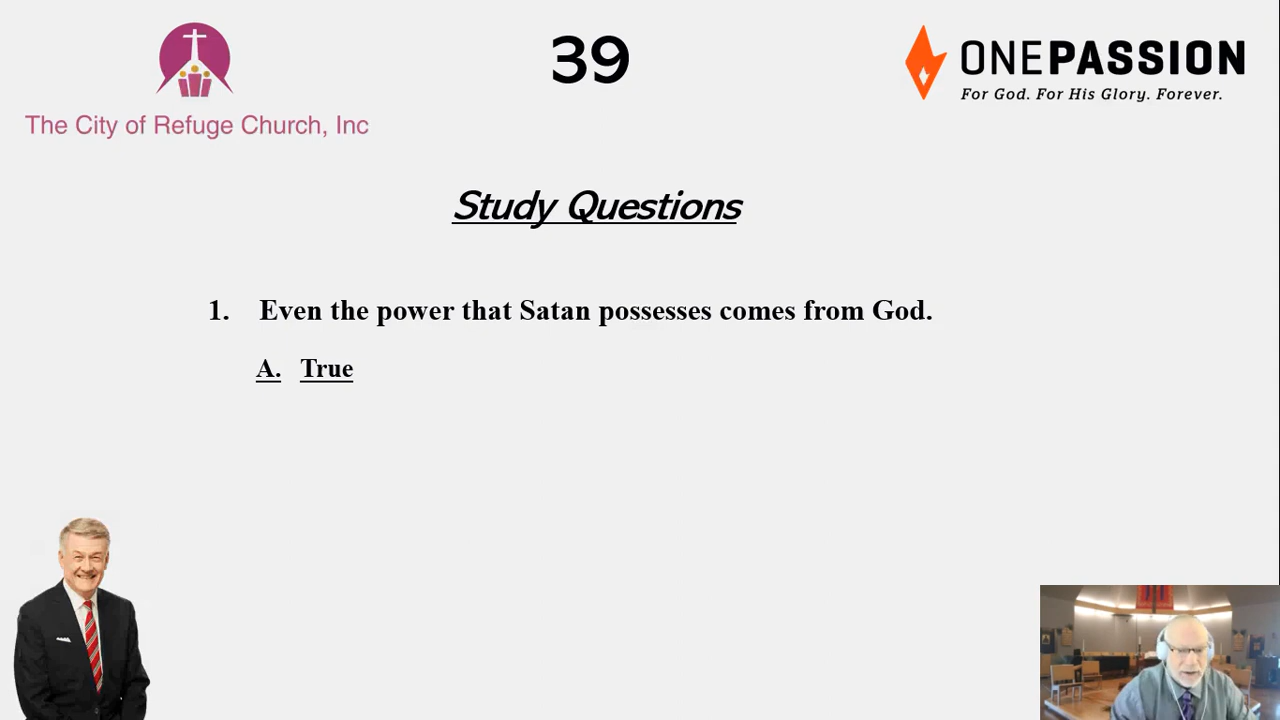 39
ONEPASSION
For God. For His Glory. Forever.
The City of Refuge Church, Inc
Study Questions
1. Even the power that Satan possesses comes from God.
A. True